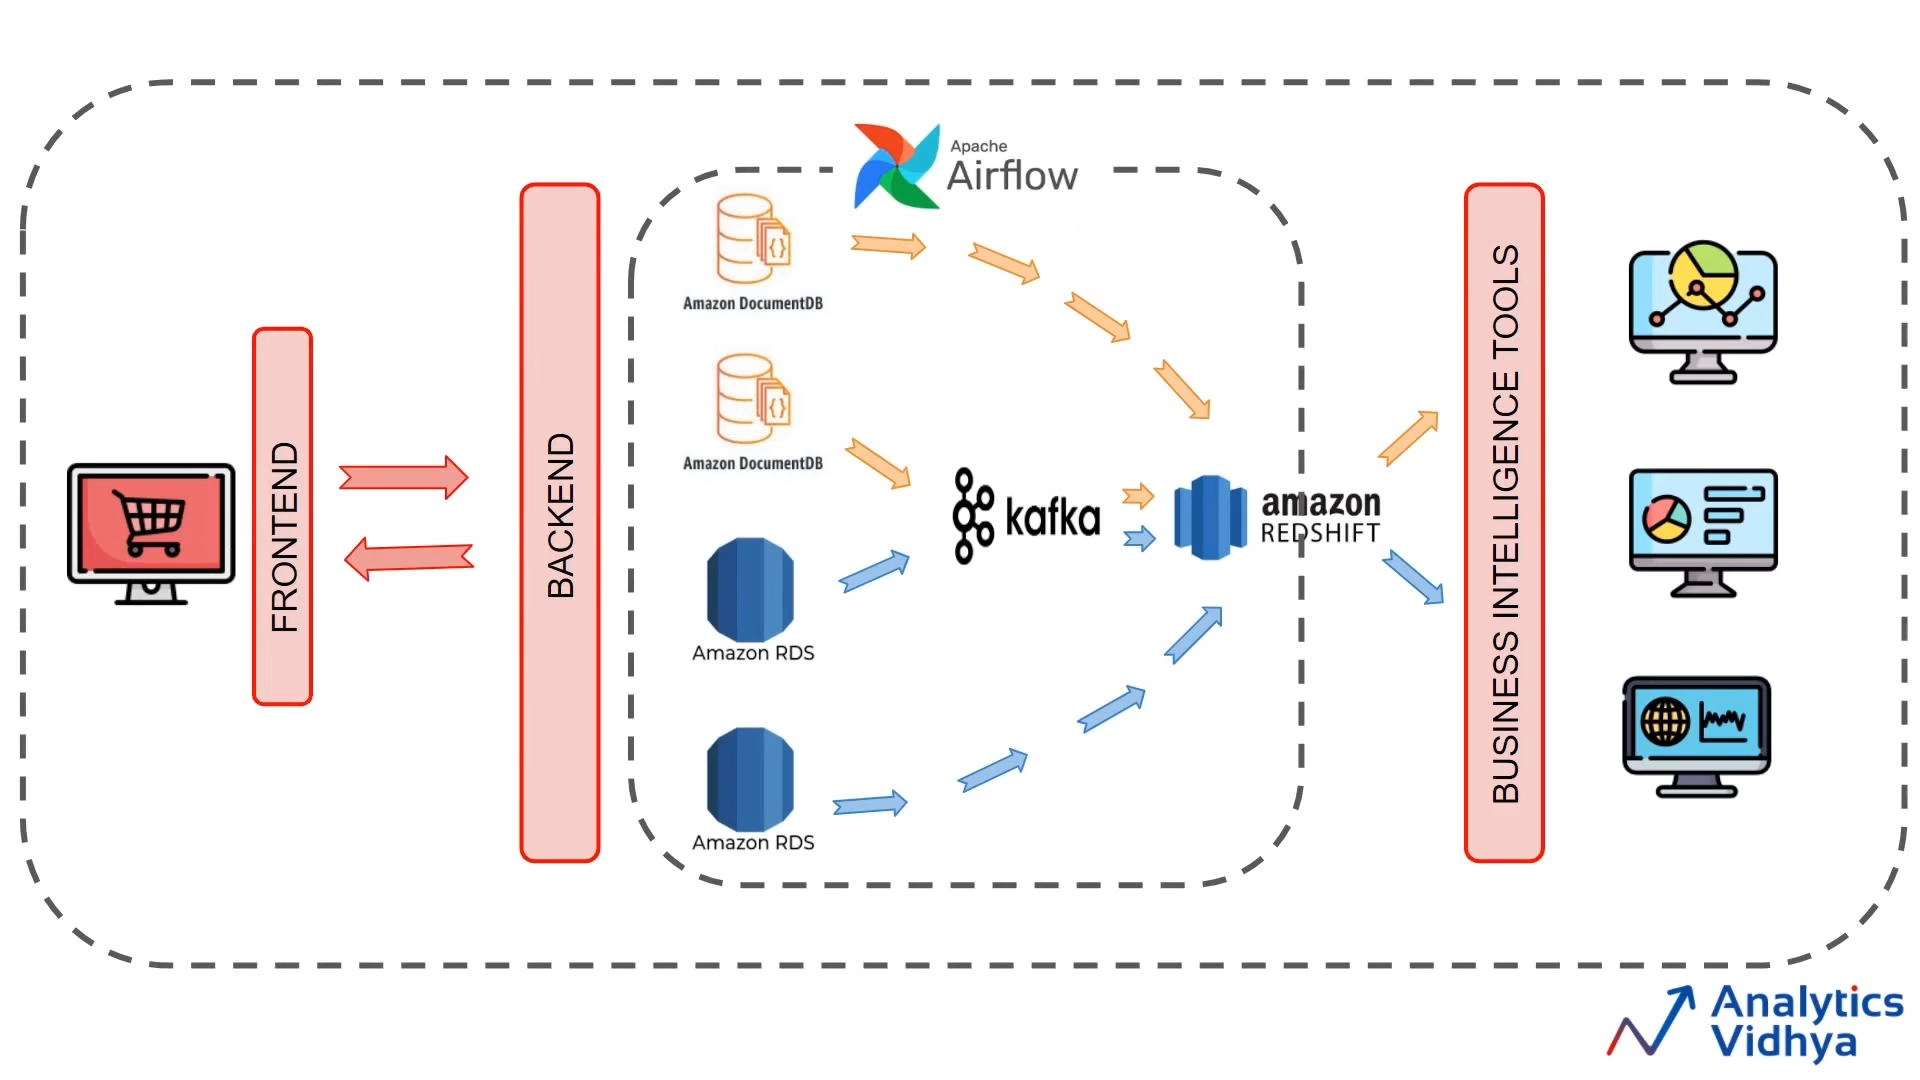 Apache
Airflow
Amazon DocumentDB
Amazon DocumentDB
Amazon RDS
Amazon RDS
FRONTEND
BACKEND
kafka
amazon
REDSHIFT
BUSINESS INTELLIGENCE TOOLS
Analytics
Vidhya